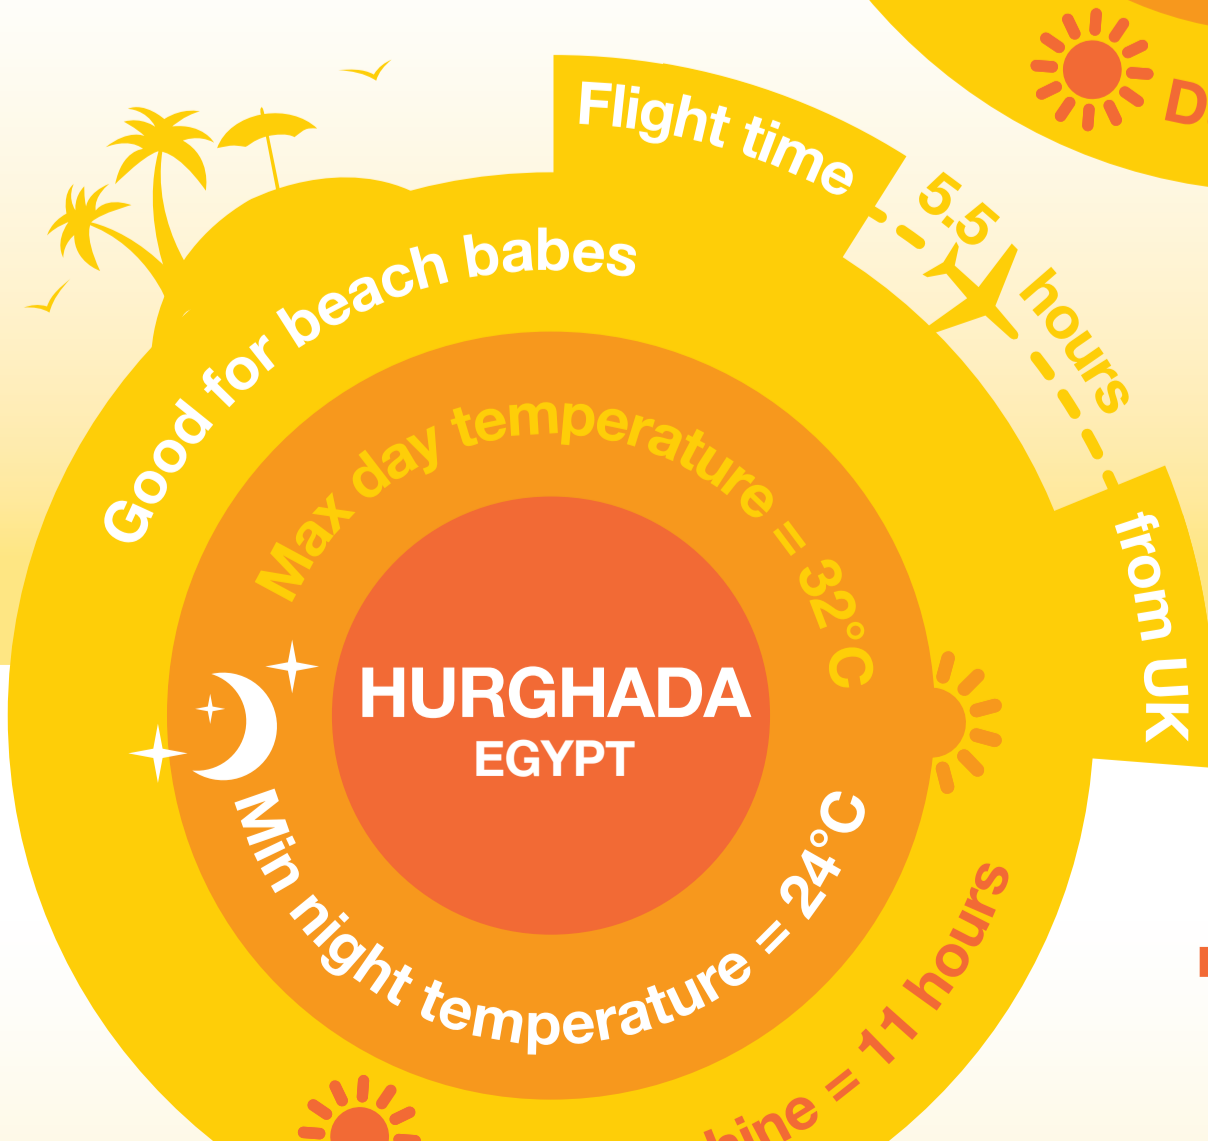 Flight time
5.5 hours
from UK
Good for beach babes
Max day temperature = 32°C
HURGHADA
EGYPT
Min night temperature = 24°C
hine = 11 hours
D